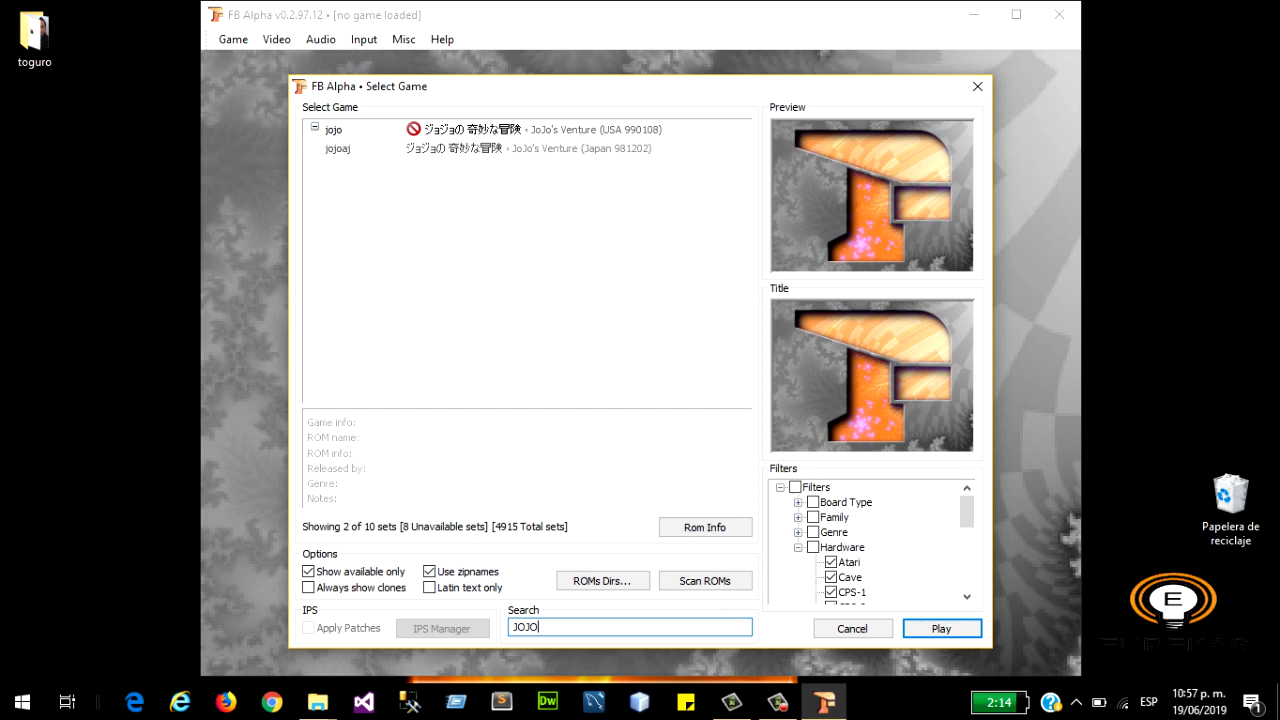 toguro
FB Alpha v0.2.97.12 • [no game loaded]
Game Video Audio Input Misc Help
FB Alpha • Select Game
Select Game
jojo ジョジョの 奇妙な冒険 • JoJo's Venture (USA 990108)
jojoaj ジョジョの 奇妙な冒険 • JoJo's Venture (Japan 981202)
Game info:
ROM name:
ROM info:
Released by:
Genre:
Notes:
Showing 2 of 10 sets [8 Unavailable sets] [4915 Total sets]
Rom Info
Options
Show available only Use zipnames
Always show clones Latin text only
ROMs Dirs... Scan ROMs
IPS
Apply Patches IPS Manager
Search
JOJO
Preview
Title
Filters
Filters
Board Type
Family
Genre
Hardware
Atari
Cave
CPS-1
Cancel Play
Papelera de
reciclaje
E
Dw
2:14
ESP
10:57 p. m.
19/06/2019
1